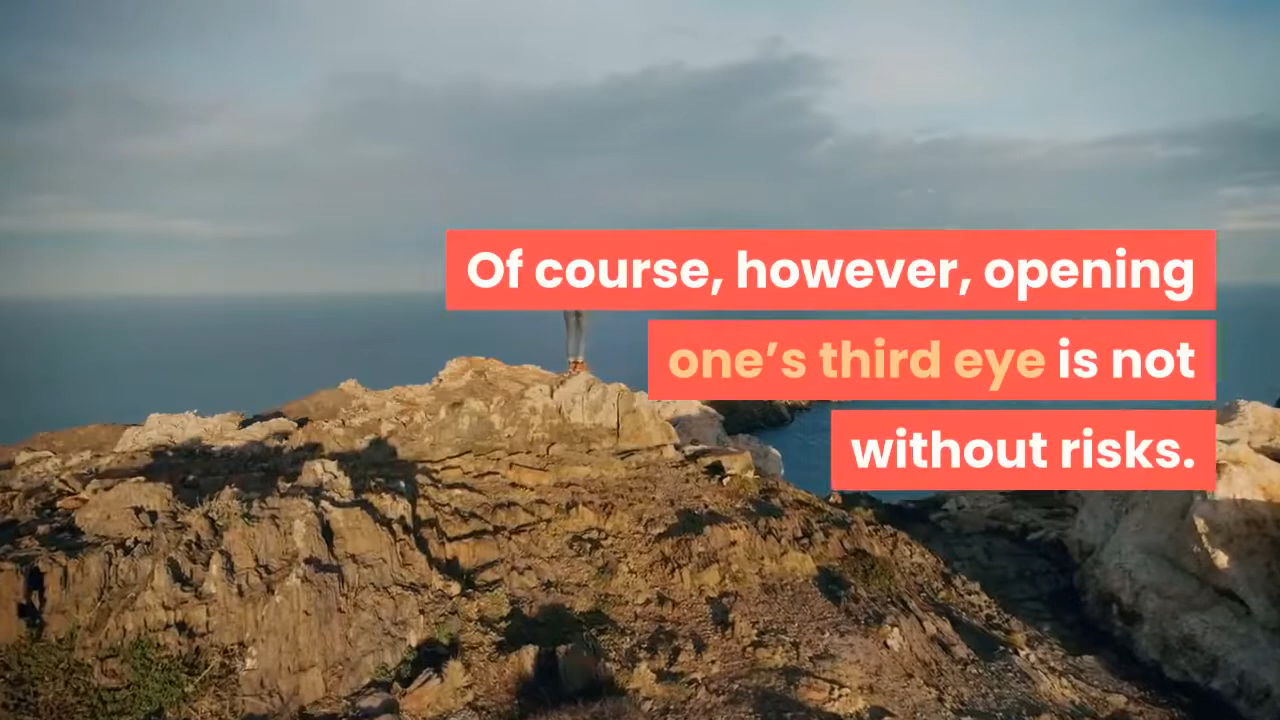 Of course, however, opening
one’s third eye is not
without risks.